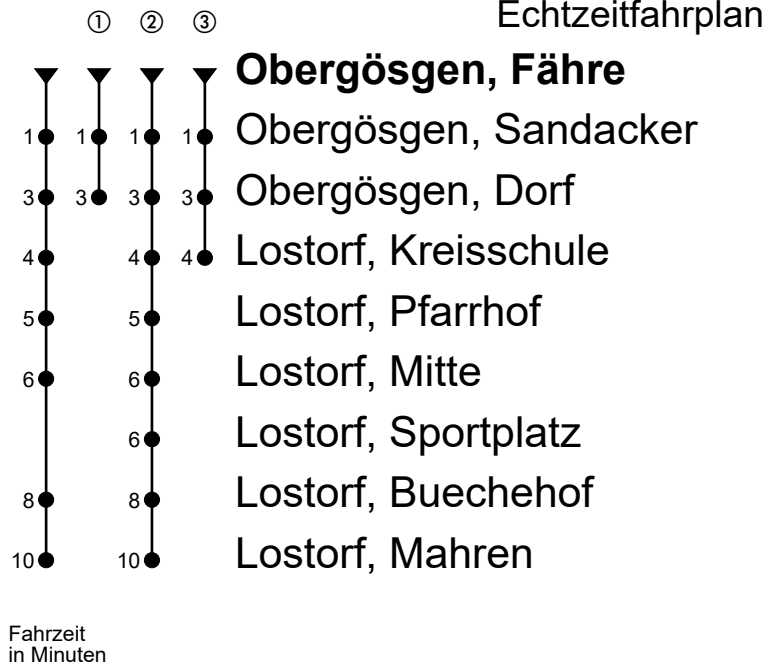 ① ② ③ Echtzeitfahrplan
Obergösgen, Fähre
1 1 1 1 Obergösgen, Sandacker
3 3 3 3 Obergösgen, Dorf
4 4 4 Lostorf, Kreisschule
5 5 Lostorf, Pfarrhof
6 6 Lostorf, Mitte
6 Lostorf, Sportplatz
8 8 Lostorf, Buechehof
10 10 Lostorf, Mahren
Fahrzeit
in Minuten